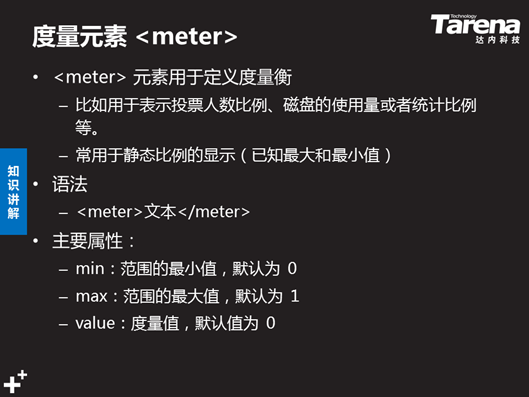 度量元素 <meter>
Technology
Tarena
达内科技
• <meter> 元素用于定义度量衡
– 比如用于表示投票人数比例、磁盘的使用量或者统计比例
等。
– 常用于静态比例的显示（已知最大和最小值）
知识讲解
• 语法
– <meter>文本</meter>
• 主要属性：
– min：范围的最小值，默认为 0
– max：范围的最大值，默认为 1
– value：度量值，默认值为 0